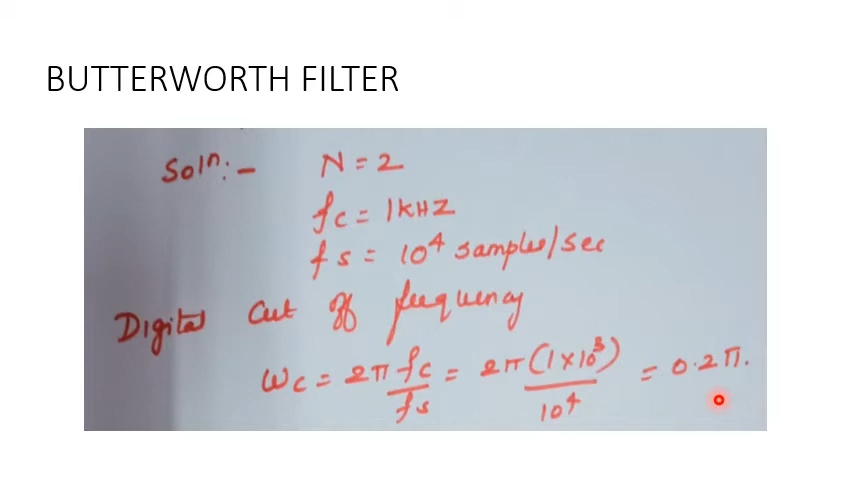 BUTTERWORTH FILTER
Soln:- N = 2
fc = 1kHZ
fs = 10⁴ samples/sec
Digital Cut off frequency
ωc = 2π fc/fs = 2π(1×10³)/10⁴ = 0.2π.